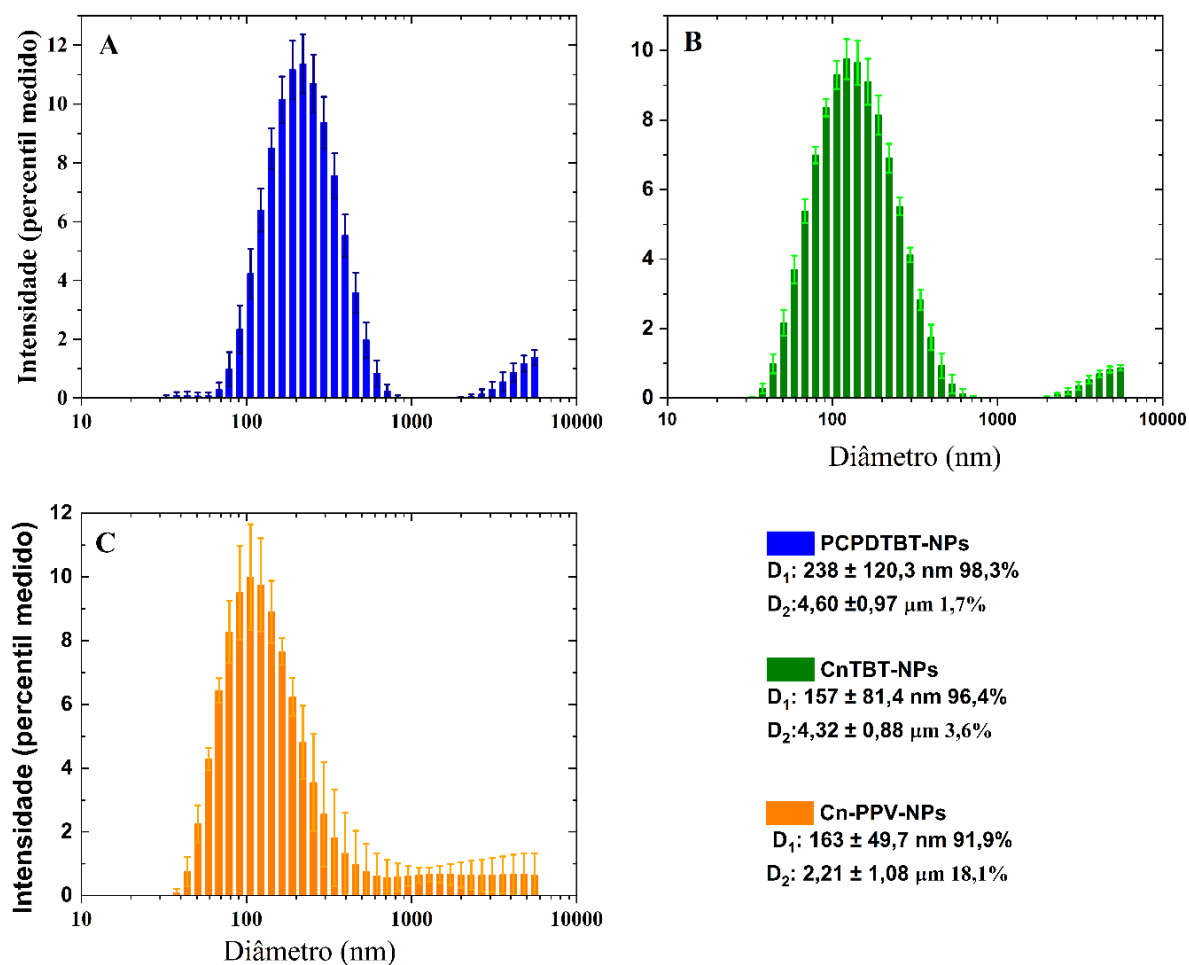 A
Intensidade (percentil medido)
12
10
8
6
4
2
0
10
100
1000
10000
B
10
8
6
4
2
0
10
100
1000
10000
Diâmetro (nm)
C
Intensidade (percentil medido)
12
10
8
6
4
2
0
10
100
1000
10000
Diâmetro (nm)
PCPDTBT-NPs
D₁: 238 ± 120,3 nm 98,3%
D₂:4,60 ±0,97 μm 1,7%
CnTBT-NPs
D₁: 157 ± 81,4 nm 96,4%
D₂:4,32 ± 0,88 μm 3,6%
Cn-PPV-NPs
D₁: 163 ± 49,7 nm 91,9%
D₂: 2,21 ± 1,08 μm 18,1%